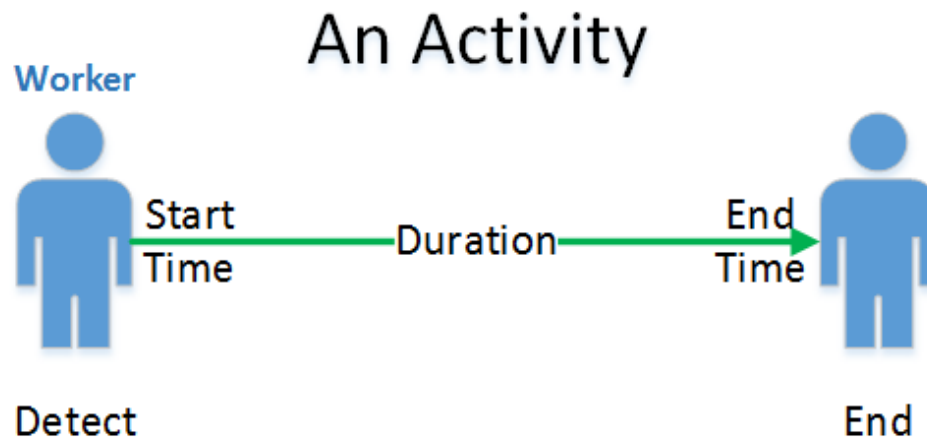 An Activity
Worker
Start
Time
Duration
End
Time
Detect
End